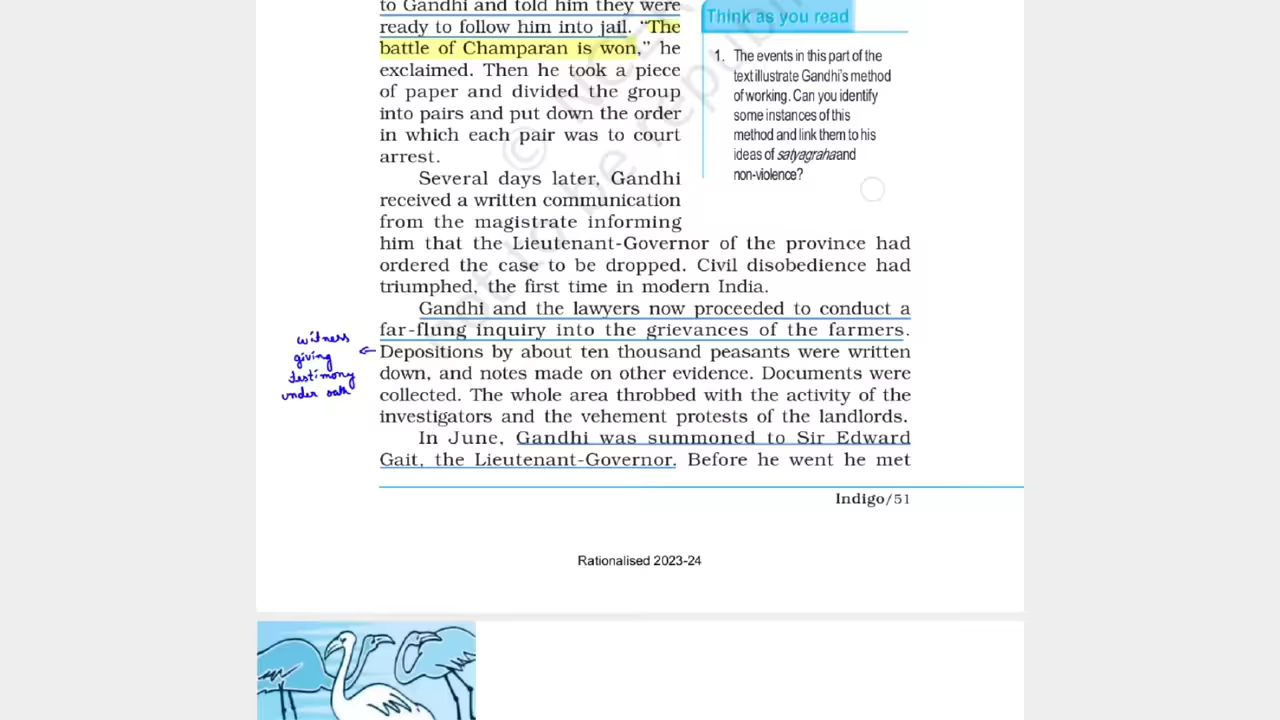 to Gandhi and told him they were
ready to follow him into jail. “The
battle of Champaran is won,” he
exclaimed. Then he took a piece
of paper and divided the group
into pairs and put down the order
in which each pair was to court
arrest.
Several days later, Gandhi
received a written communication
from the magistrate informing
him that the Lieutenant-Governor of the province had
ordered the case to be dropped. Civil disobedience had
triumphed, the first time in modern India.
Gandhi and the lawyers now proceeded to conduct a
far-flung inquiry into the grievances of the farmers.
Depositions by about ten thousand peasants were written
down, and notes made on other evidence. Documents were
collected. The whole area throbbed with the activity of the
investigators and the vehement protests of the landlords.
In June, Gandhi was summoned to Sir Edward
Gait, the Lieutenant-Governor. Before he went he met
Think as you read
1. The events in this part of the
text illustrate Gandhi's method
of working. Can you identify
some instances of this
method and link them to his
ideas of satyagrahaand
non-violence?
witness
giving
testimony
under oath
Indigo/51
Rationalised 2023-24